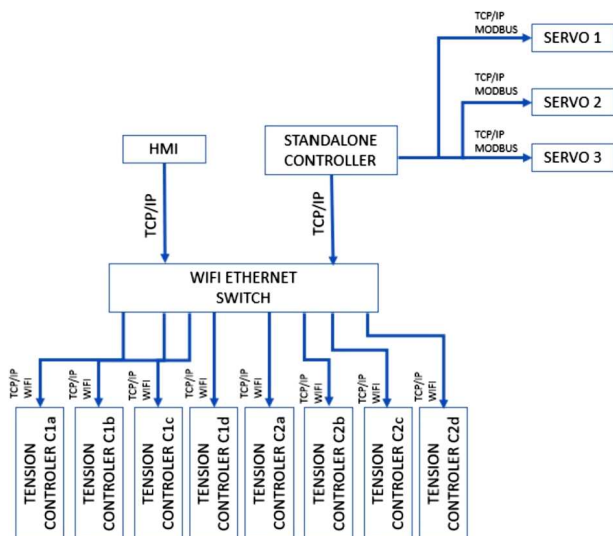 TCP/IP
MODBUS
SERVO 1
TCP/IP
MODBUS
SERVO 2
TCP/IP
MODBUS
SERVO 3
HMI
STANDALONE
CONTROLLER
TCP/IP
TCP/IP
WIFI ETHERNET
SWITCH
TCP/IP
WIFI
TCP/IP
WIFI
TCP/IP
WIFI
TCP/IP
WIFI
TCP/IP
WIFI
TCP/IP
WIFI
TCP/IP
WIFI
TCP/IP
WIFI
TENSION
CONTROLER C1a
TENSION
CONTROLER C1b
TENSION
CONTROLER C1c
TENSION
CONTROLER C1d
TENSION
CONTROLER C2a
TENSION
CONTROLER C2b
TENSION
CONTROLER C2c
TENSION
CONTROLER C2d